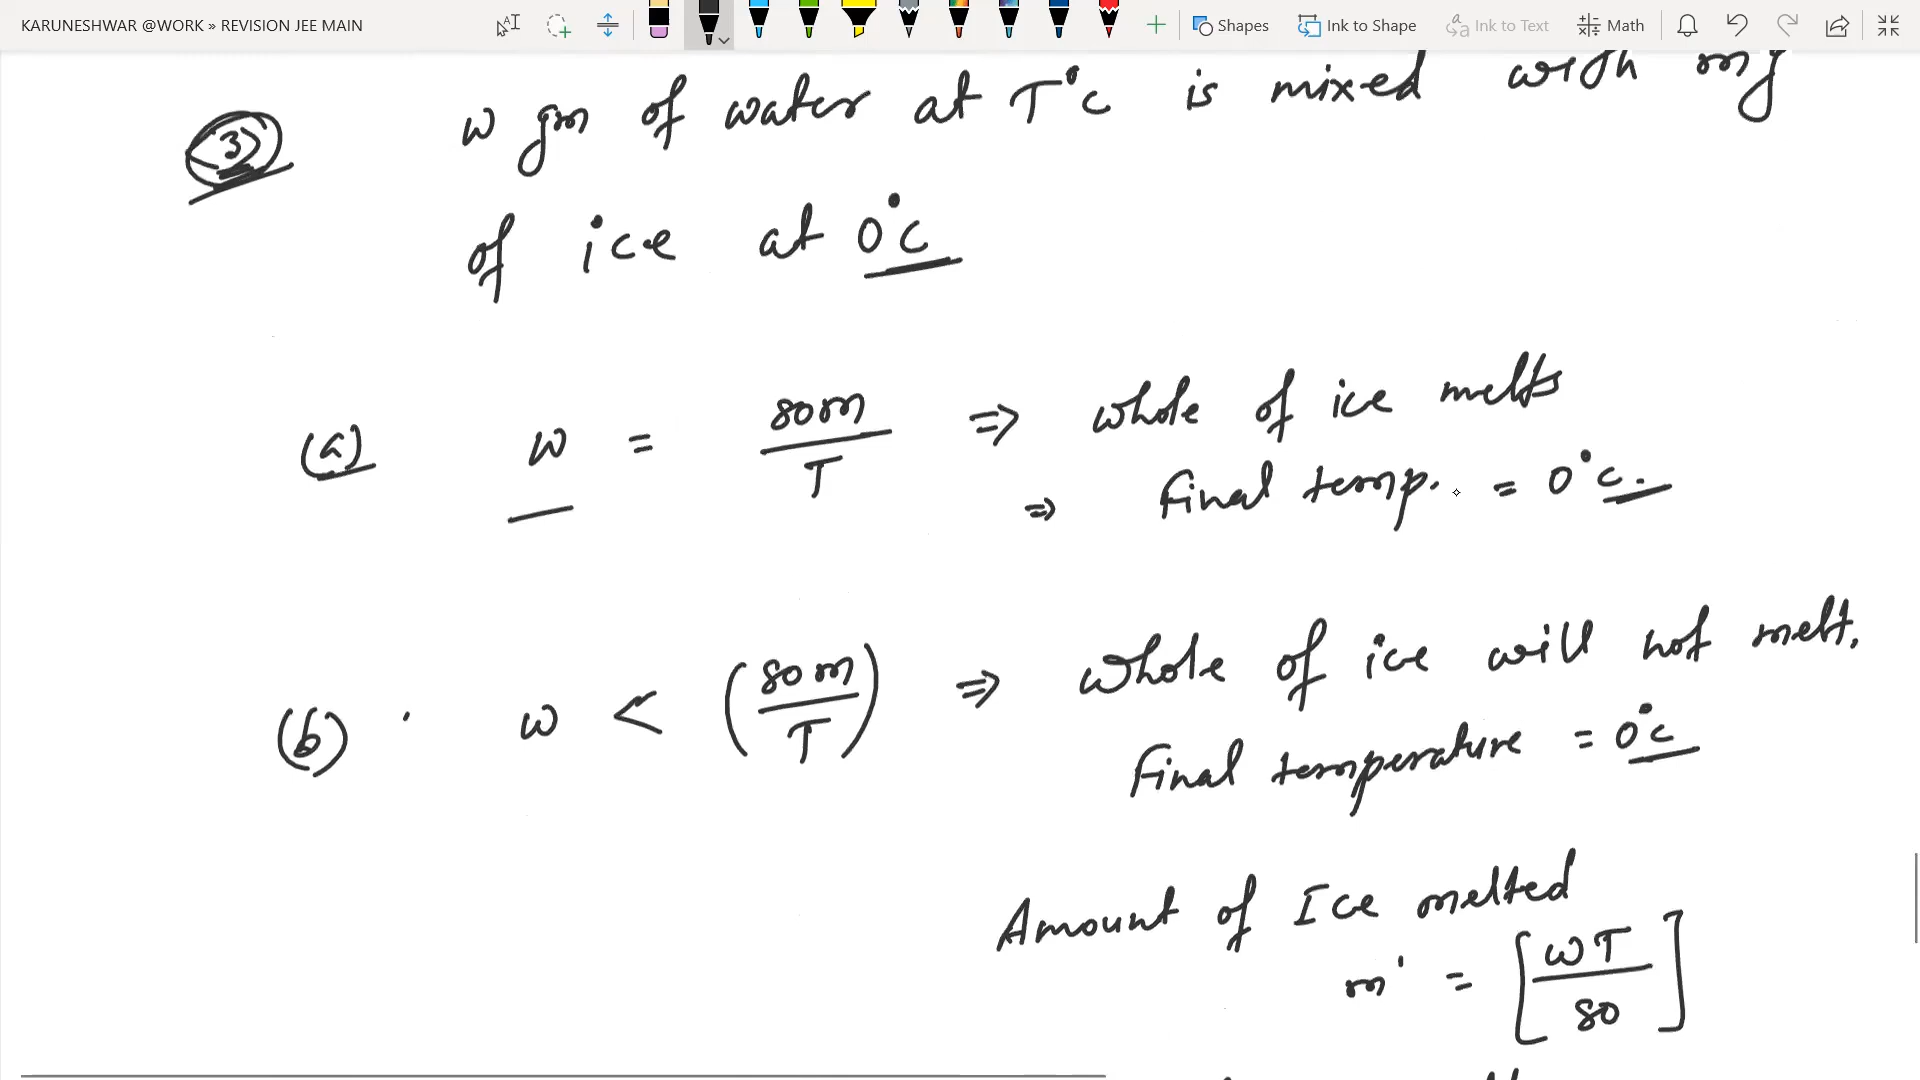 KARUNESHWAR @WORK » REVISION JEE MAIN
Shapes Ink to Shape Ink to Text Math
(3) w gm of water at T°C is mixed with mg
of ice at 0°C
(a) w = 80m/T ⇒ whole of ice melts
⇒ Final temp. = 0°C.
(b) w < (80m/T) ⇒ Whole of ice will not melt.
Final temperature = 0°C
Amount of Ice melted
m' = [wT/80]